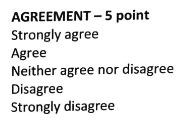 AGREEMENT – 5 point
Strongly agree
Agree
Neither agree nor disagree
Disagree
Strongly disagree